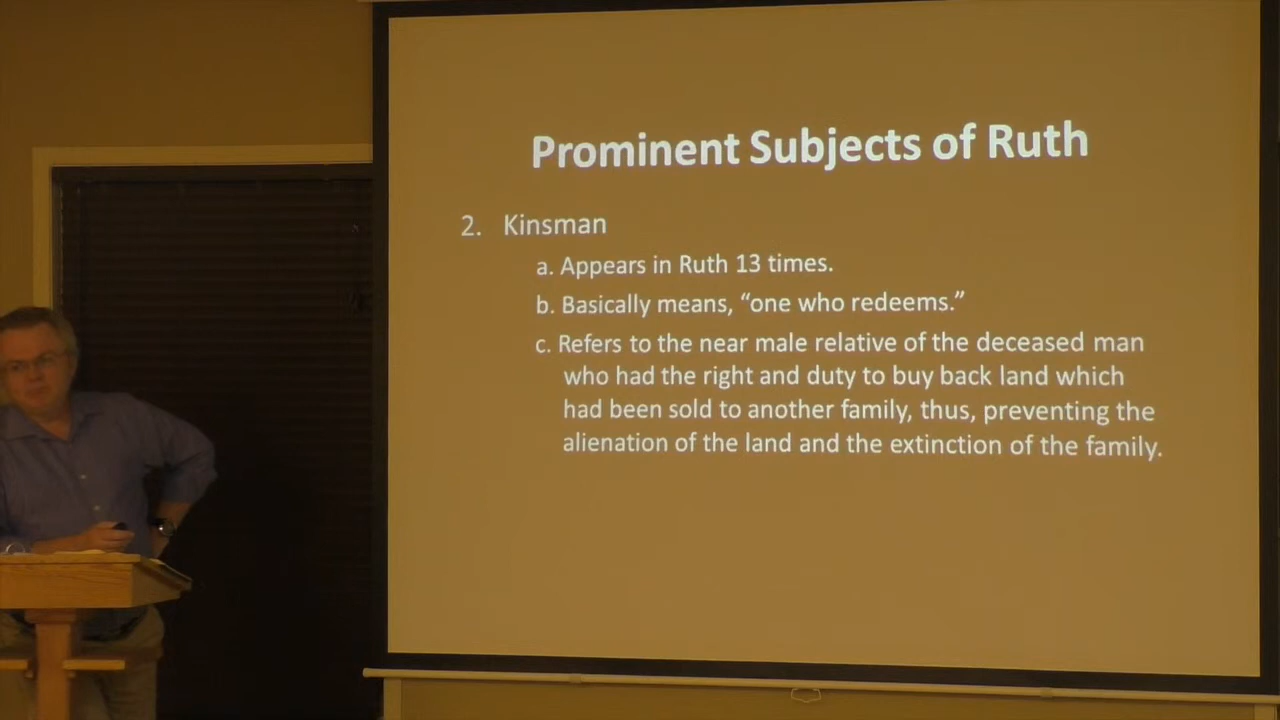 Prominent Subjects of Ruth
2. Kinsman
a. Appears in Ruth 13 times.
b. Basically means, “one who redeems.”
c. Refers to the near male relative of the deceased man
who had the right and duty to buy back land which
had been sold to another family, thus, preventing the
alienation of the land and the extinction of the family.